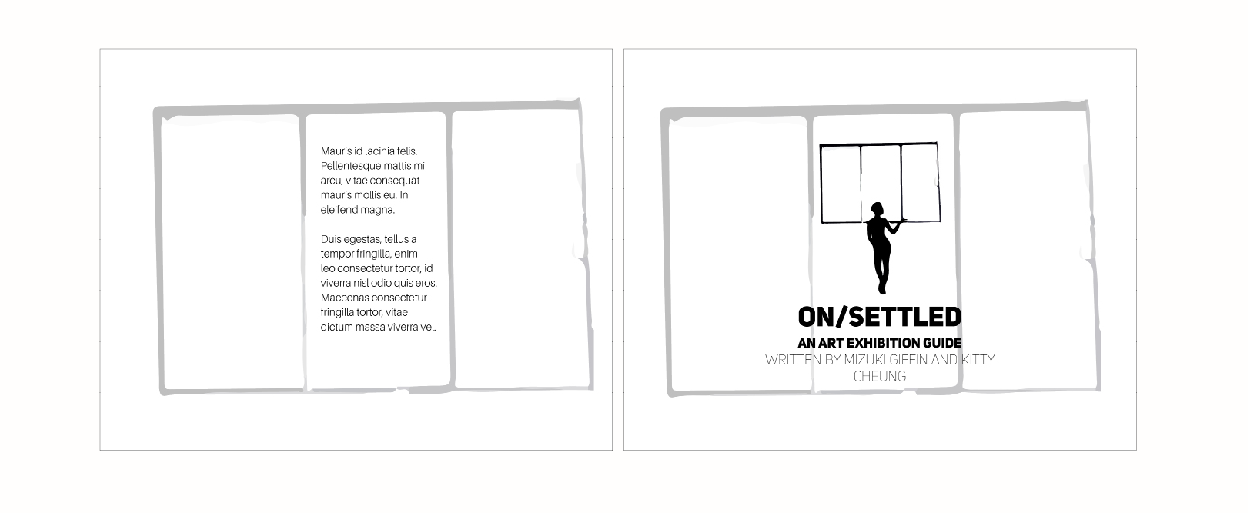 Mauris id lacinia felis.
Pellentesque mattis mi
arcu, vitae consequat
mauris mollis eu. In
eleifend magna.
Duis egestas, tellus a
tempor fringilla, enim
leo consectetur tortor, id
viverra nisl odio quis eros.
Maecenas consectetur
fringilla tortor, vitae
dictum massa viverra vel.
ON/SETTLED
AN ART EXHIBITION GUIDE
WRITTEN BY MIZUKI GIFFIN AND KITTY
CHEUNG